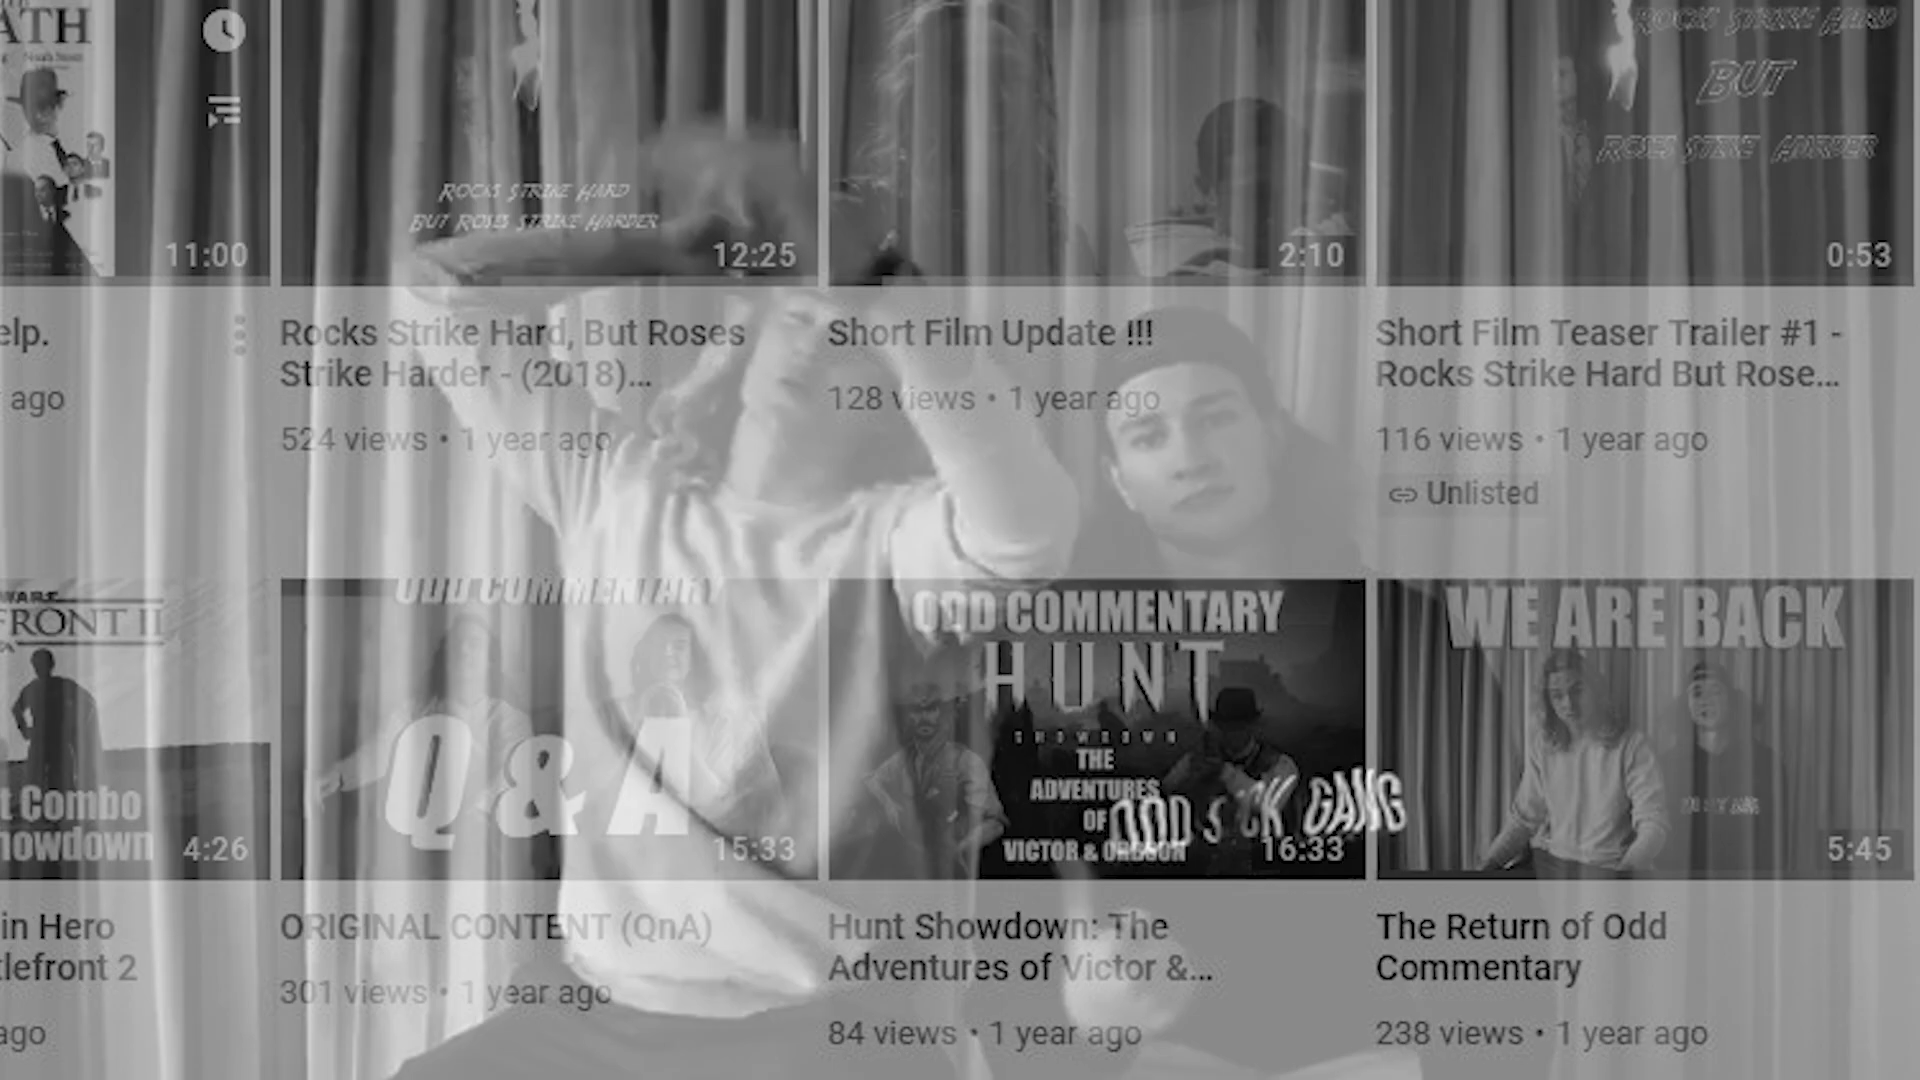 ATH
11:00
ROCKS STRIKE HARD
BUT ROSES STRIKE HARDER
12:25
2:10
ROCKS STRIKE HARD
BUT
ROSES STRIKE HARDER
0:53
elp.
ago
Rocks Strike Hard, But Roses
Strike Harder - (2018)...
524 views • 1 year ago
Short Film Update !!!
128 views • 1 year ago
Short Film Teaser Trailer #1 -
Rocks Strike Hard But Rose...
116 views • 1 year ago
Unlisted
WARS
FRONT II
t Combo
howdown
4:26
ODD COMMENTARY
Q & A
15:33
ODD COMMENTARY
HUNT
SHOWDOWN
THE
ADVENTURES
OF
VICTOR &
16:33
GANG
WE ARE BACK
5:45
in Hero
tlefront 2
ago
ORIGINAL CONTENT (QnA)
301 views • 1 year ago
Hunt Showdown: The
Adventures of Victor &...
84 views • 1 year ago
The Return of Odd
Commentary
238 views • 1 year ago